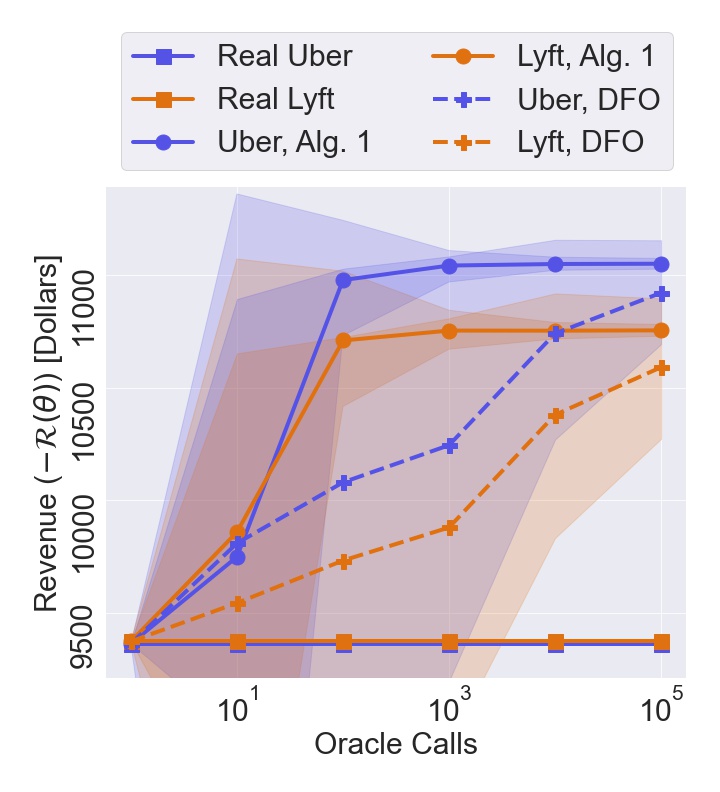 Real Uber
Real Lyft
Uber, Alg. 1
Lyft, Alg. 1
Uber, DFO
Lyft, DFO
Revenue (−ℛ(θ)) [Dollars]
11000
10500
10000
9500
10¹
10³
10⁵
Oracle Calls